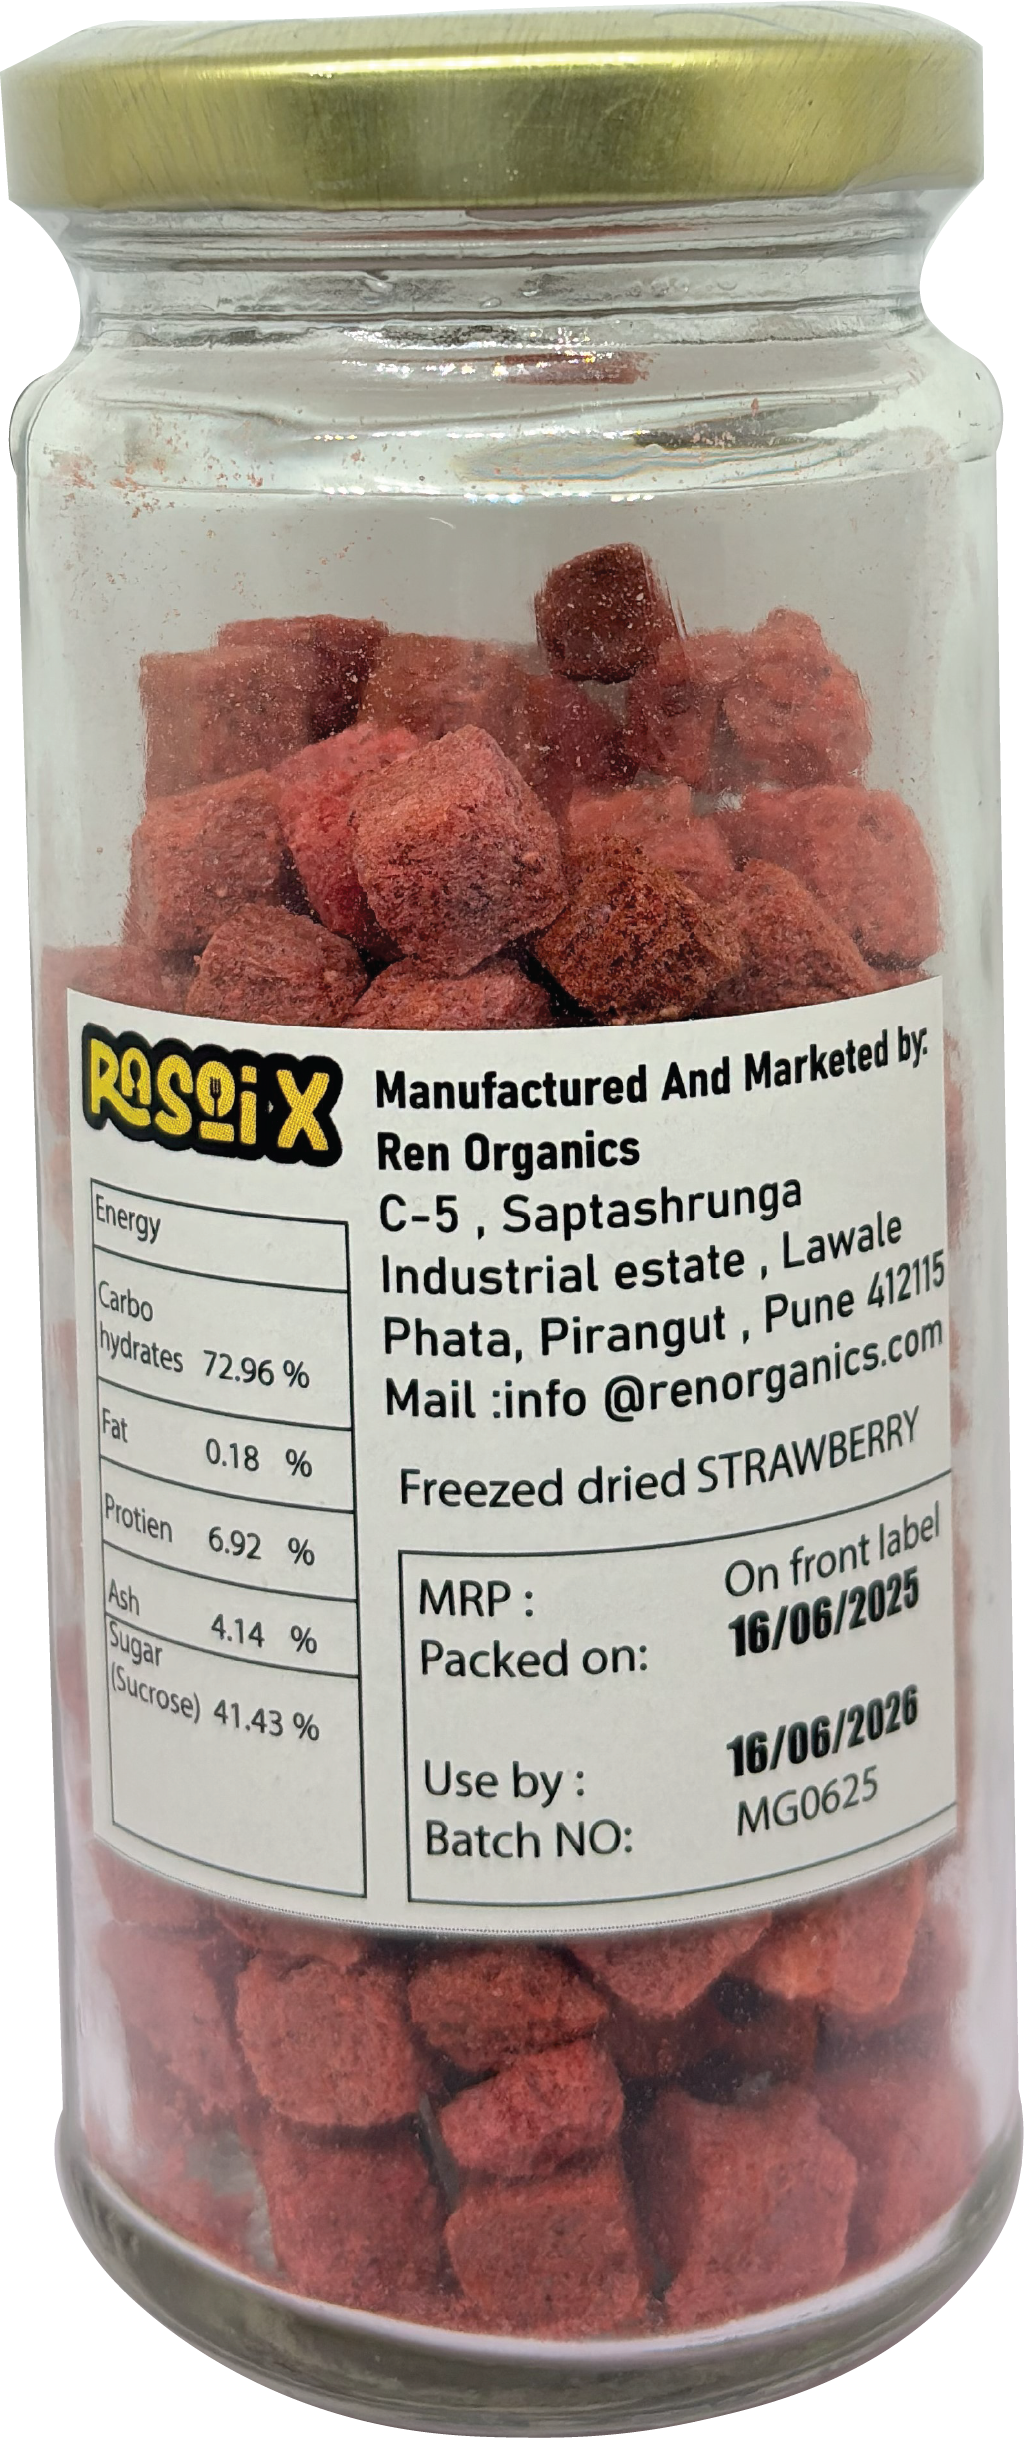 RASOiX
Energy
Carbo
hydrates 72.96 %
Fat 0.18 %
Protien 6.92 %
Ash 4.14 %
Sugar
(Sucrose) 41.43 %
Manufactured And Marketed by:
Ren Organics
C-5 , Saptashrunga
Industrial estate , Lawale
Phata, Pirangut , Pune 412115
Mail :info @renorganics.com
Freezed dried STRAWBERRY
MRP : On front label
Packed on: 16/06/2025
Use by : 16/06/2026
Batch NO: MG0625